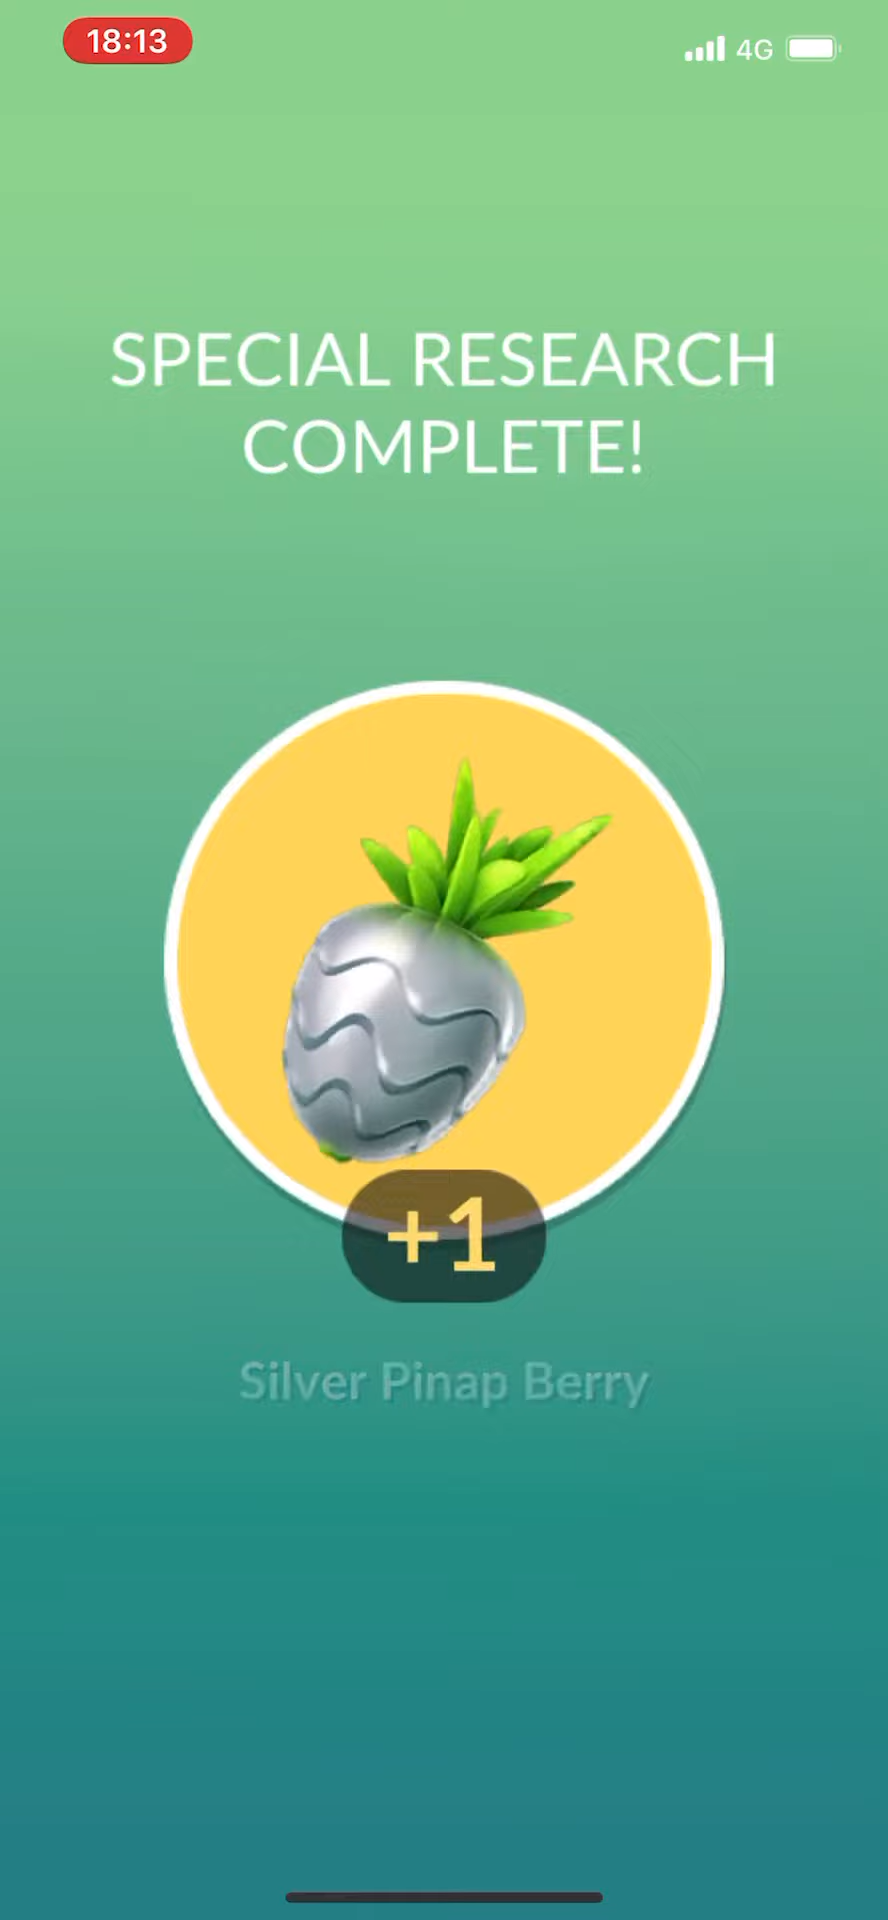 18:13
4G
SPECIAL RESEARCH
COMPLETE!
+1
Silver Pinap Berry